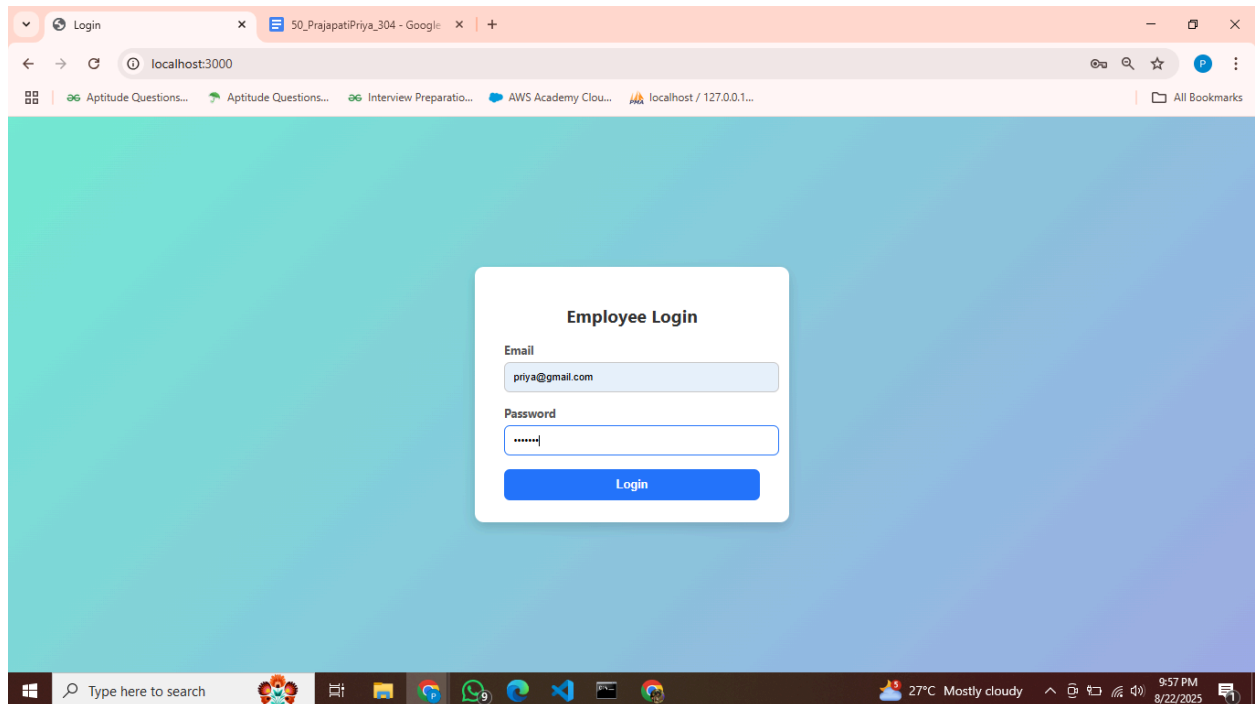 Login
50_PrajapatiPriya_304 - Google
localhost:3000
P
Aptitude Questions...
Aptitude Questions...
Interview Preparatio...
AWS Academy Clou...
localhost / 127.0.0.1...
All Bookmarks
Employee Login
Email
priya@gmail.com
Password
•••••••
Login
Type here to search
9
27°C Mostly cloudy
9:57 PM
8/22/2025
1